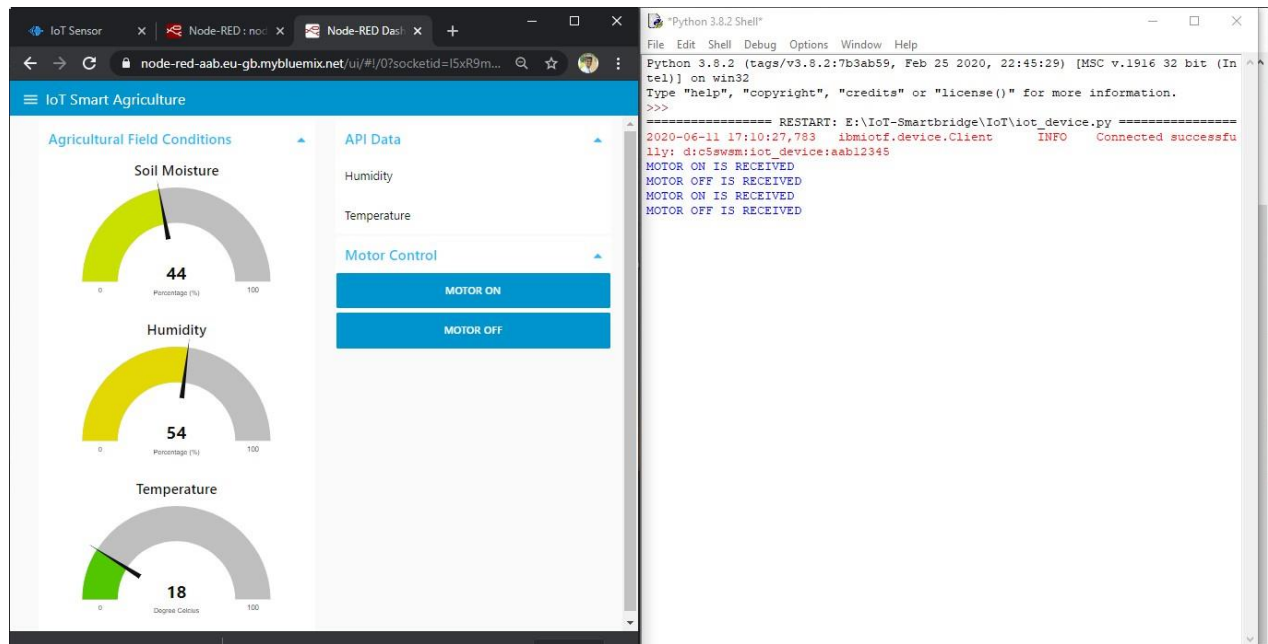 IoT Sensor
Node-RED : noc
Node-RED Dash
node-red-aab.eu-gb.mybluemix.net/ui/#!/0?socketid=I5xR9m...
IoT Smart Agriculture
Agricultural Field Conditions
Soil Moisture
44
0
Percentage (%)
100
Humidity
54
0
Percentage (%)
100
Temperature
18
0
Degree Celcius
100
API Data
Humidity
Temperature
Motor Control
MOTOR ON
MOTOR OFF
*Python 3.8.2 Shell*
File Edit Shell Debug Options Window Help
Python 3.8.2 (tags/v3.8.2:7b3ab59, Feb 25 2020, 22:45:29) [MSC v.1916 32 bit (In
tel)] on win32
Type "help", "copyright", "credits" or "license()" for more information.
>>>
================= RESTART: E:\IoT-Smartbridge\IoT\iot_device.py ================
2020-06-11 17:10:27,783 ibmiotf.device.Client INFO Connected successfu
lly: d:c5swsm:iot_device:aab12345
MOTOR ON IS RECEIVED
MOTOR OFF IS RECEIVED
MOTOR ON IS RECEIVED
MOTOR OFF IS RECEIVED